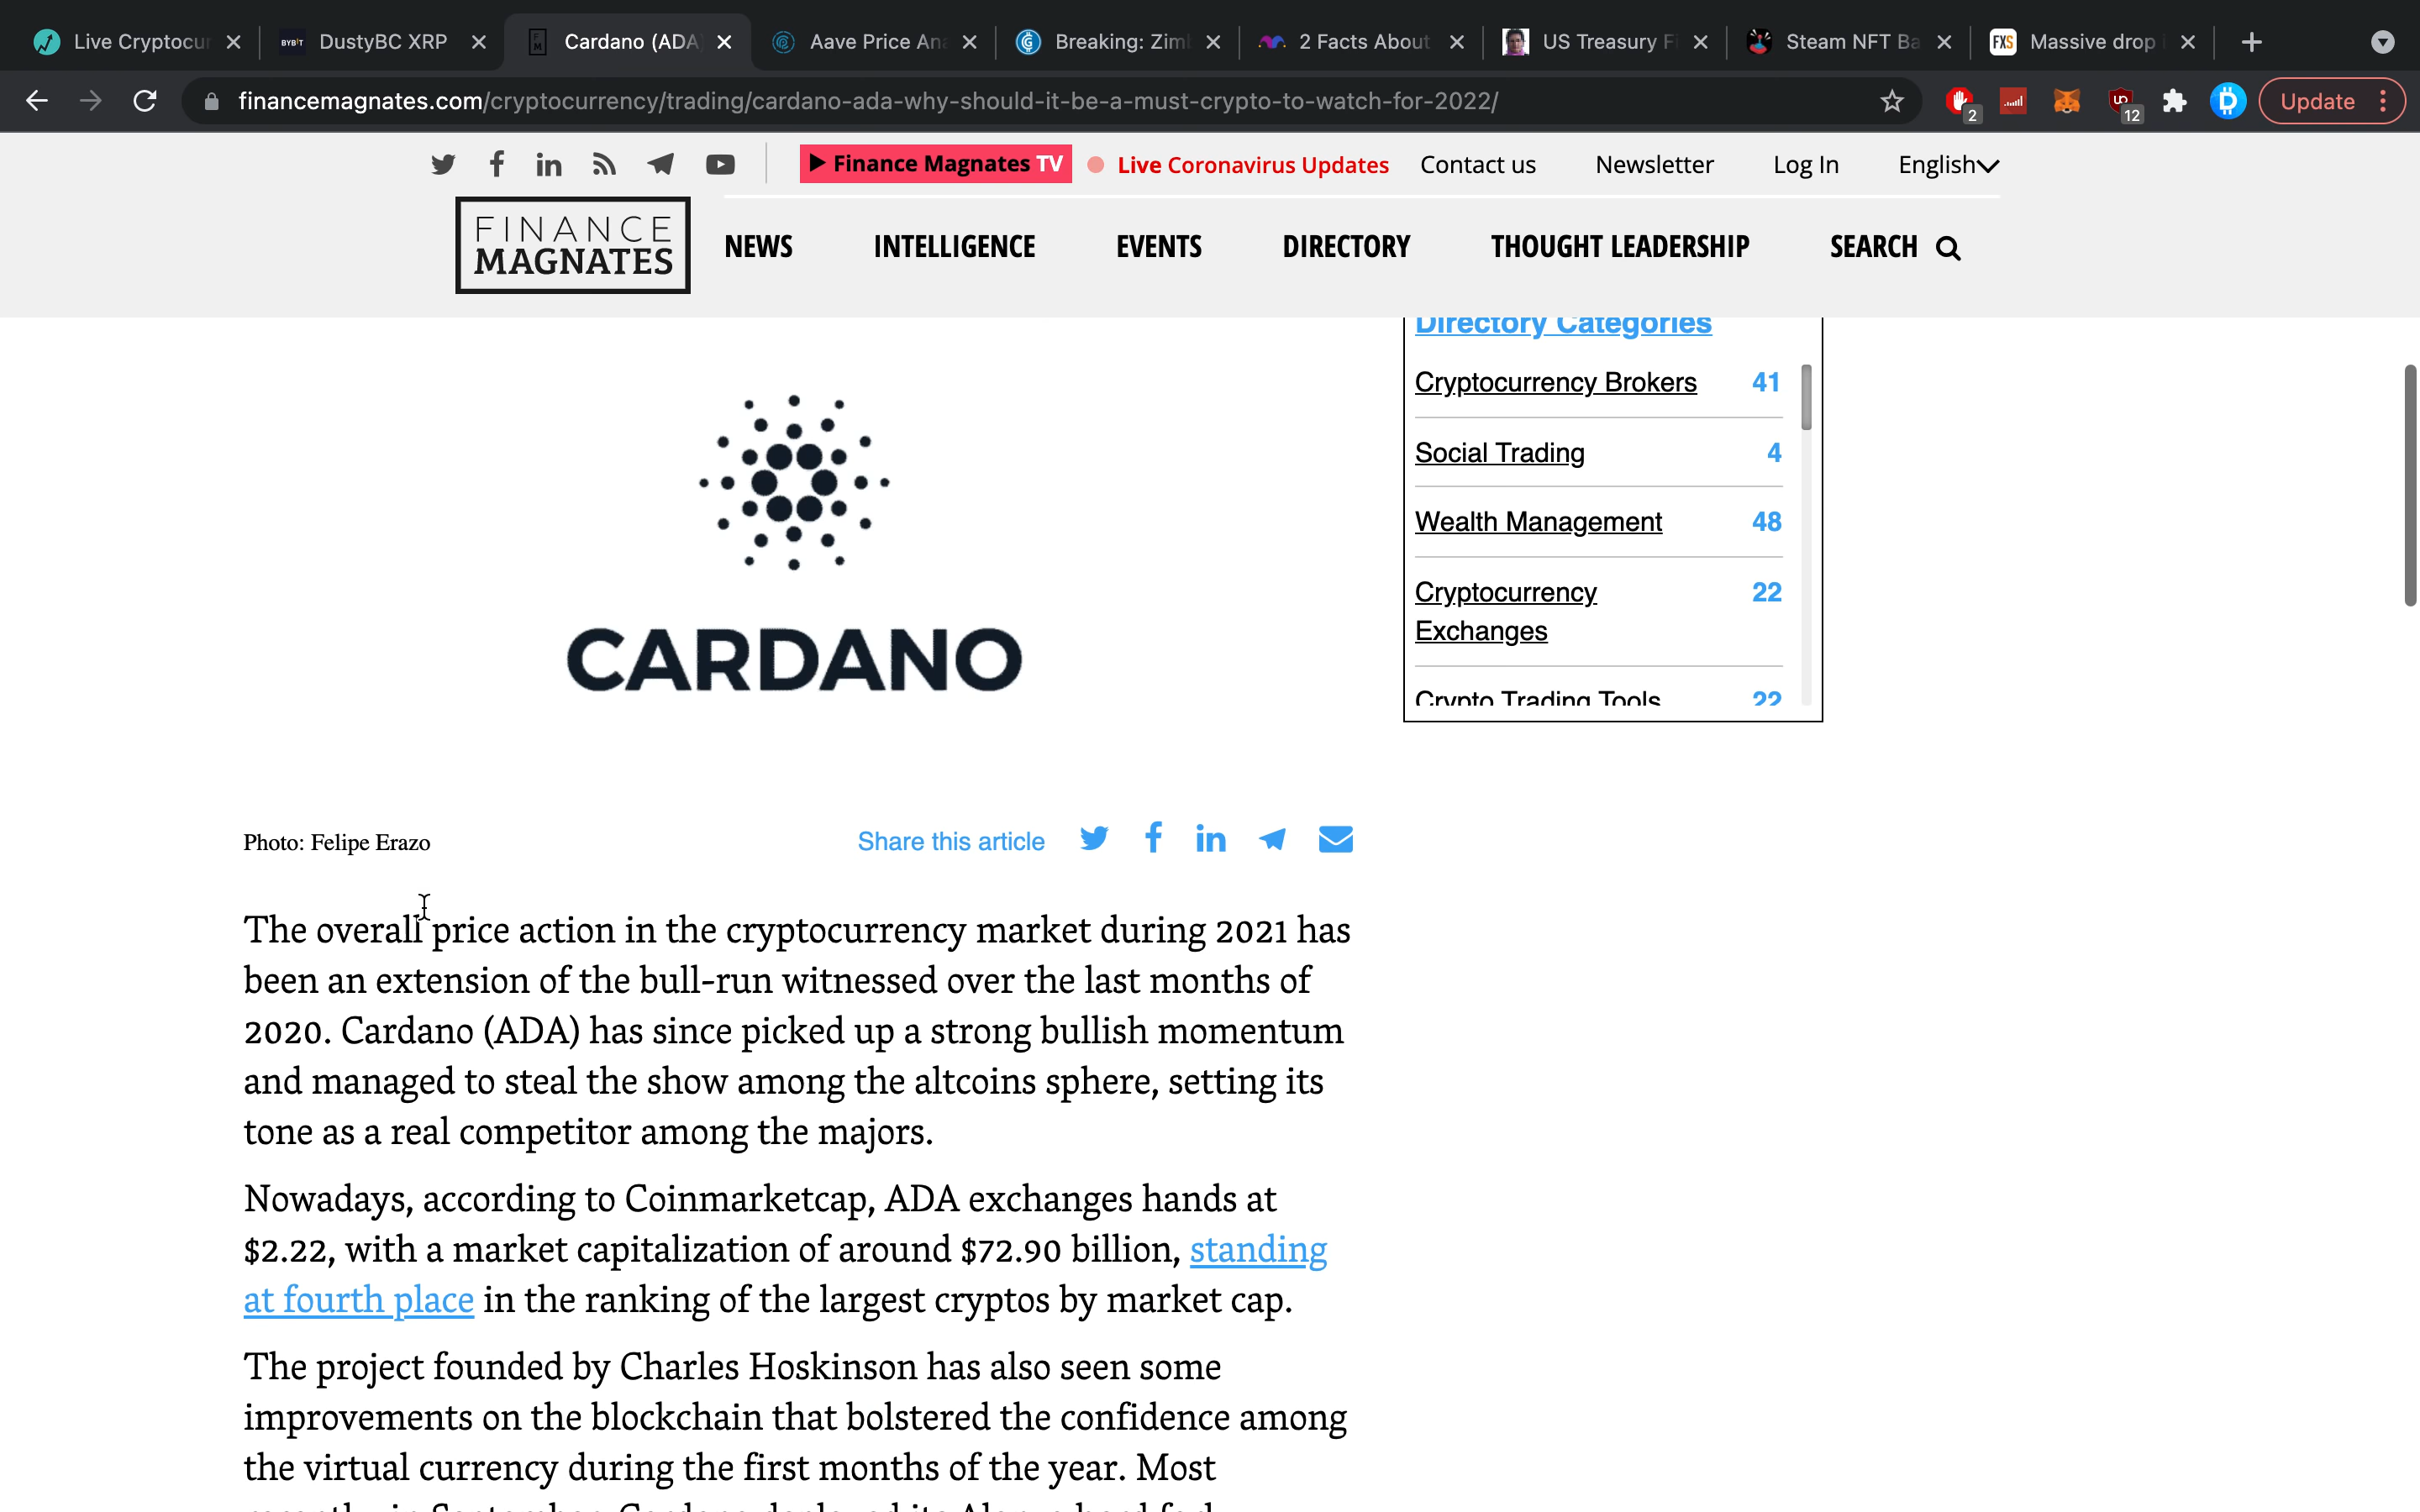 Live Cryptocur
BYBIT DustyBC XRP
Cardano (ADA
Aave Price Ana
Breaking: Zim
2 Facts About
US Treasury Fi
Steam NFT Ba
FXS Massive drop i
financemagnates.com/cryptocurrency/trading/cardano-ada-why-should-it-be-a-must-crypto-to-watch-for-2022/
2
12
Update
Finance Magnates TV
Live Coronavirus Updates
Contact us
Newsletter
Log In
English
FINANCE
MAGNATES
NEWS
INTELLIGENCE
EVENTS
DIRECTORY
THOUGHT LEADERSHIP
SEARCH
Directory Categories
Cryptocurrency Brokers 41
Social Trading 4
Wealth Management 48
Cryptocurrency 22
Exchanges
Crypto Trading Tools 22
CARDANO
Photo: Felipe Erazo
Share this article
The overall price action in the cryptocurrency market during 2021 has
been an extension of the bull-run witnessed over the last months of
2020. Cardano (ADA) has since picked up a strong bullish momentum
and managed to steal the show among the altcoins sphere, setting its
tone as a real competitor among the majors.
Nowadays, according to Coinmarketcap, ADA exchanges hands at
$2.22, with a market capitalization of around $72.90 billion, standing
at fourth place in the ranking of the largest cryptos by market cap.
The project founded by Charles Hoskinson has also seen some
improvements on the blockchain that bolstered the confidence among
the virtual currency during the first months of the year. Most